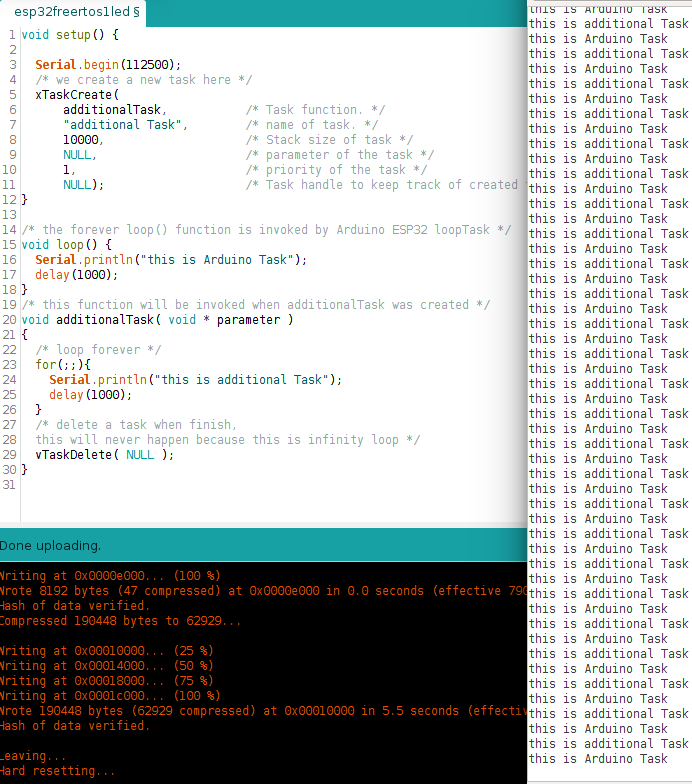 esp32freertos1led §
1 void setup() {
2
3 Serial.begin(112500);
4 /* we create a new task here */
5 xTaskCreate(
6 additionalTask, /* Task function. */
7 "additional Task", /* name of task. */
8 10000, /* Stack size of task */
9 NULL, /* parameter of the task */
10 1, /* priority of the task */
11 NULL); /* Task handle to keep track of created
12 }
13
14 /* the forever loop() function is invoked by Arduino ESP32 loopTask */
15 void loop() {
16 Serial.println("this is Arduino Task");
17 delay(1000);
18 }
19 /* this function will be invoked when additionalTask was created */
20 void additionalTask( void * parameter )
21 {
22 /* loop forever */
23 for(;;){
24 Serial.println("this is additional Task");
25 delay(1000);
26 }
27 /* delete a task when finish,
28 this will never happen because this is infinity loop */
29 vTaskDelete( NULL );
30 }
31
Done uploading.
Writing at 0x0000e000... (100 %)
Wrote 8192 bytes (47 compressed) at 0x0000e000 in 0.0 seconds (effective 790
Hash of data verified.
Compressed 190448 bytes to 62929...
Writing at 0x00010000... (25 %)
Writing at 0x00014000... (50 %)
Writing at 0x00018000... (75 %)
Writing at 0x0001c000... (100 %)
Wrote 190448 bytes (62929 compressed) at 0x00010000 in 5.5 seconds (effectiv
Hash of data verified.
Leaving...
Hard resetting...
this is Arduino Task
this is additional Task
this is Arduino Task
this is additional Task
this is Arduino Task
this is additional Task
this is Arduino Task
this is additional Task
this is Arduino Task
this is additional Task
this is Arduino Task
this is additional Task
this is Arduino Task
this is additional Task
this is Arduino Task
this is additional Task
this is Arduino Task
this is additional Task
this is Arduino Task
this is additional Task
this is Arduino Task
this is additional Task
this is Arduino Task
this is additional Task
this is Arduino Task
this is additional Task
this is Arduino Task
this is additional Task
this is Arduino Task
this is additional Task
this is Arduino Task
this is additional Task
this is Arduino Task
this is additional Task
this is Arduino Task
this is additional Task
this is Arduino Task
this is additional Task
this is Arduino Task
this is additional Task
this is Arduino Task
this is additional Task
this is Arduino Task
this is additional Task
this is Arduino Task
this is additional Task
this is Arduino Task
this is additional Task
this is Arduino Task
this is additional Task
this is Arduino Task